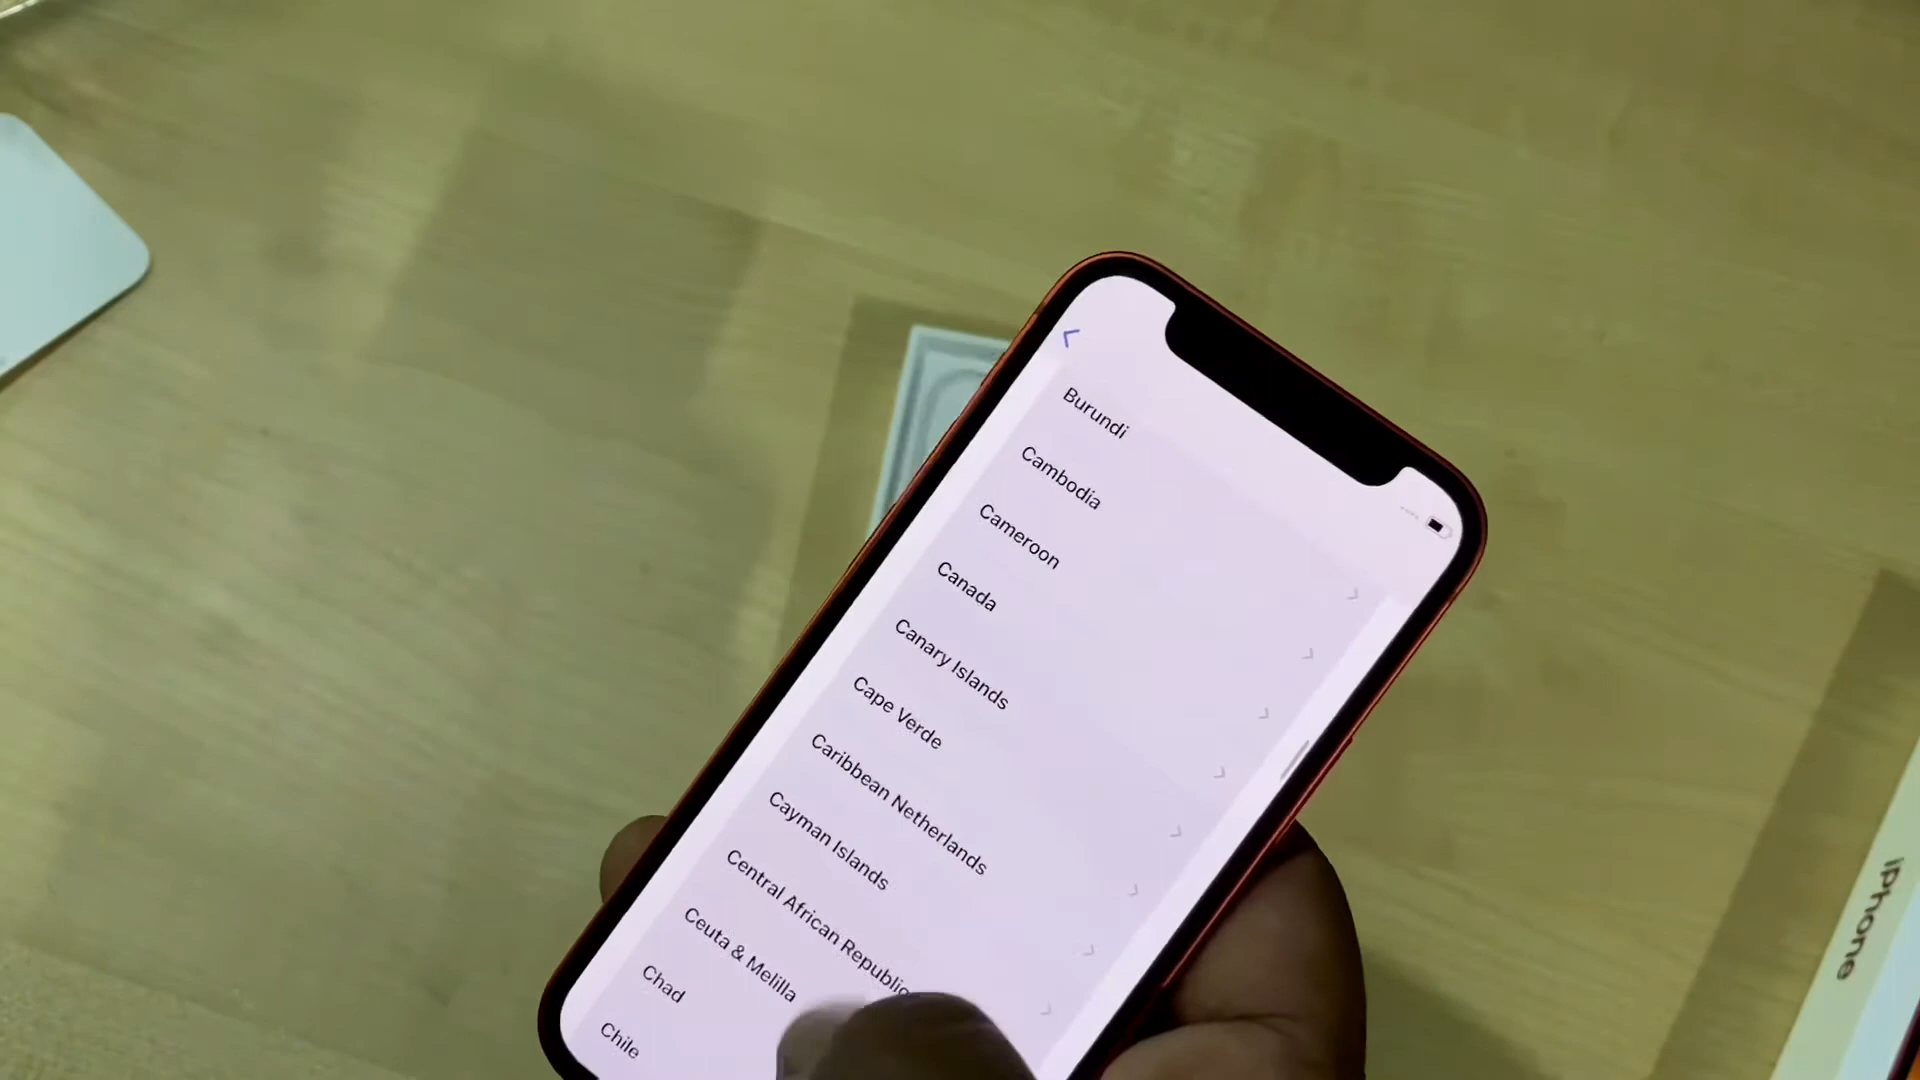 Burundi
Cambodia
Cameroon
Canada
Canary Islands
Cape Verde
Caribbean Netherlands
Cayman Islands
Central African Republic
Ceuta & Melilla
Chad
Chile
iPhone